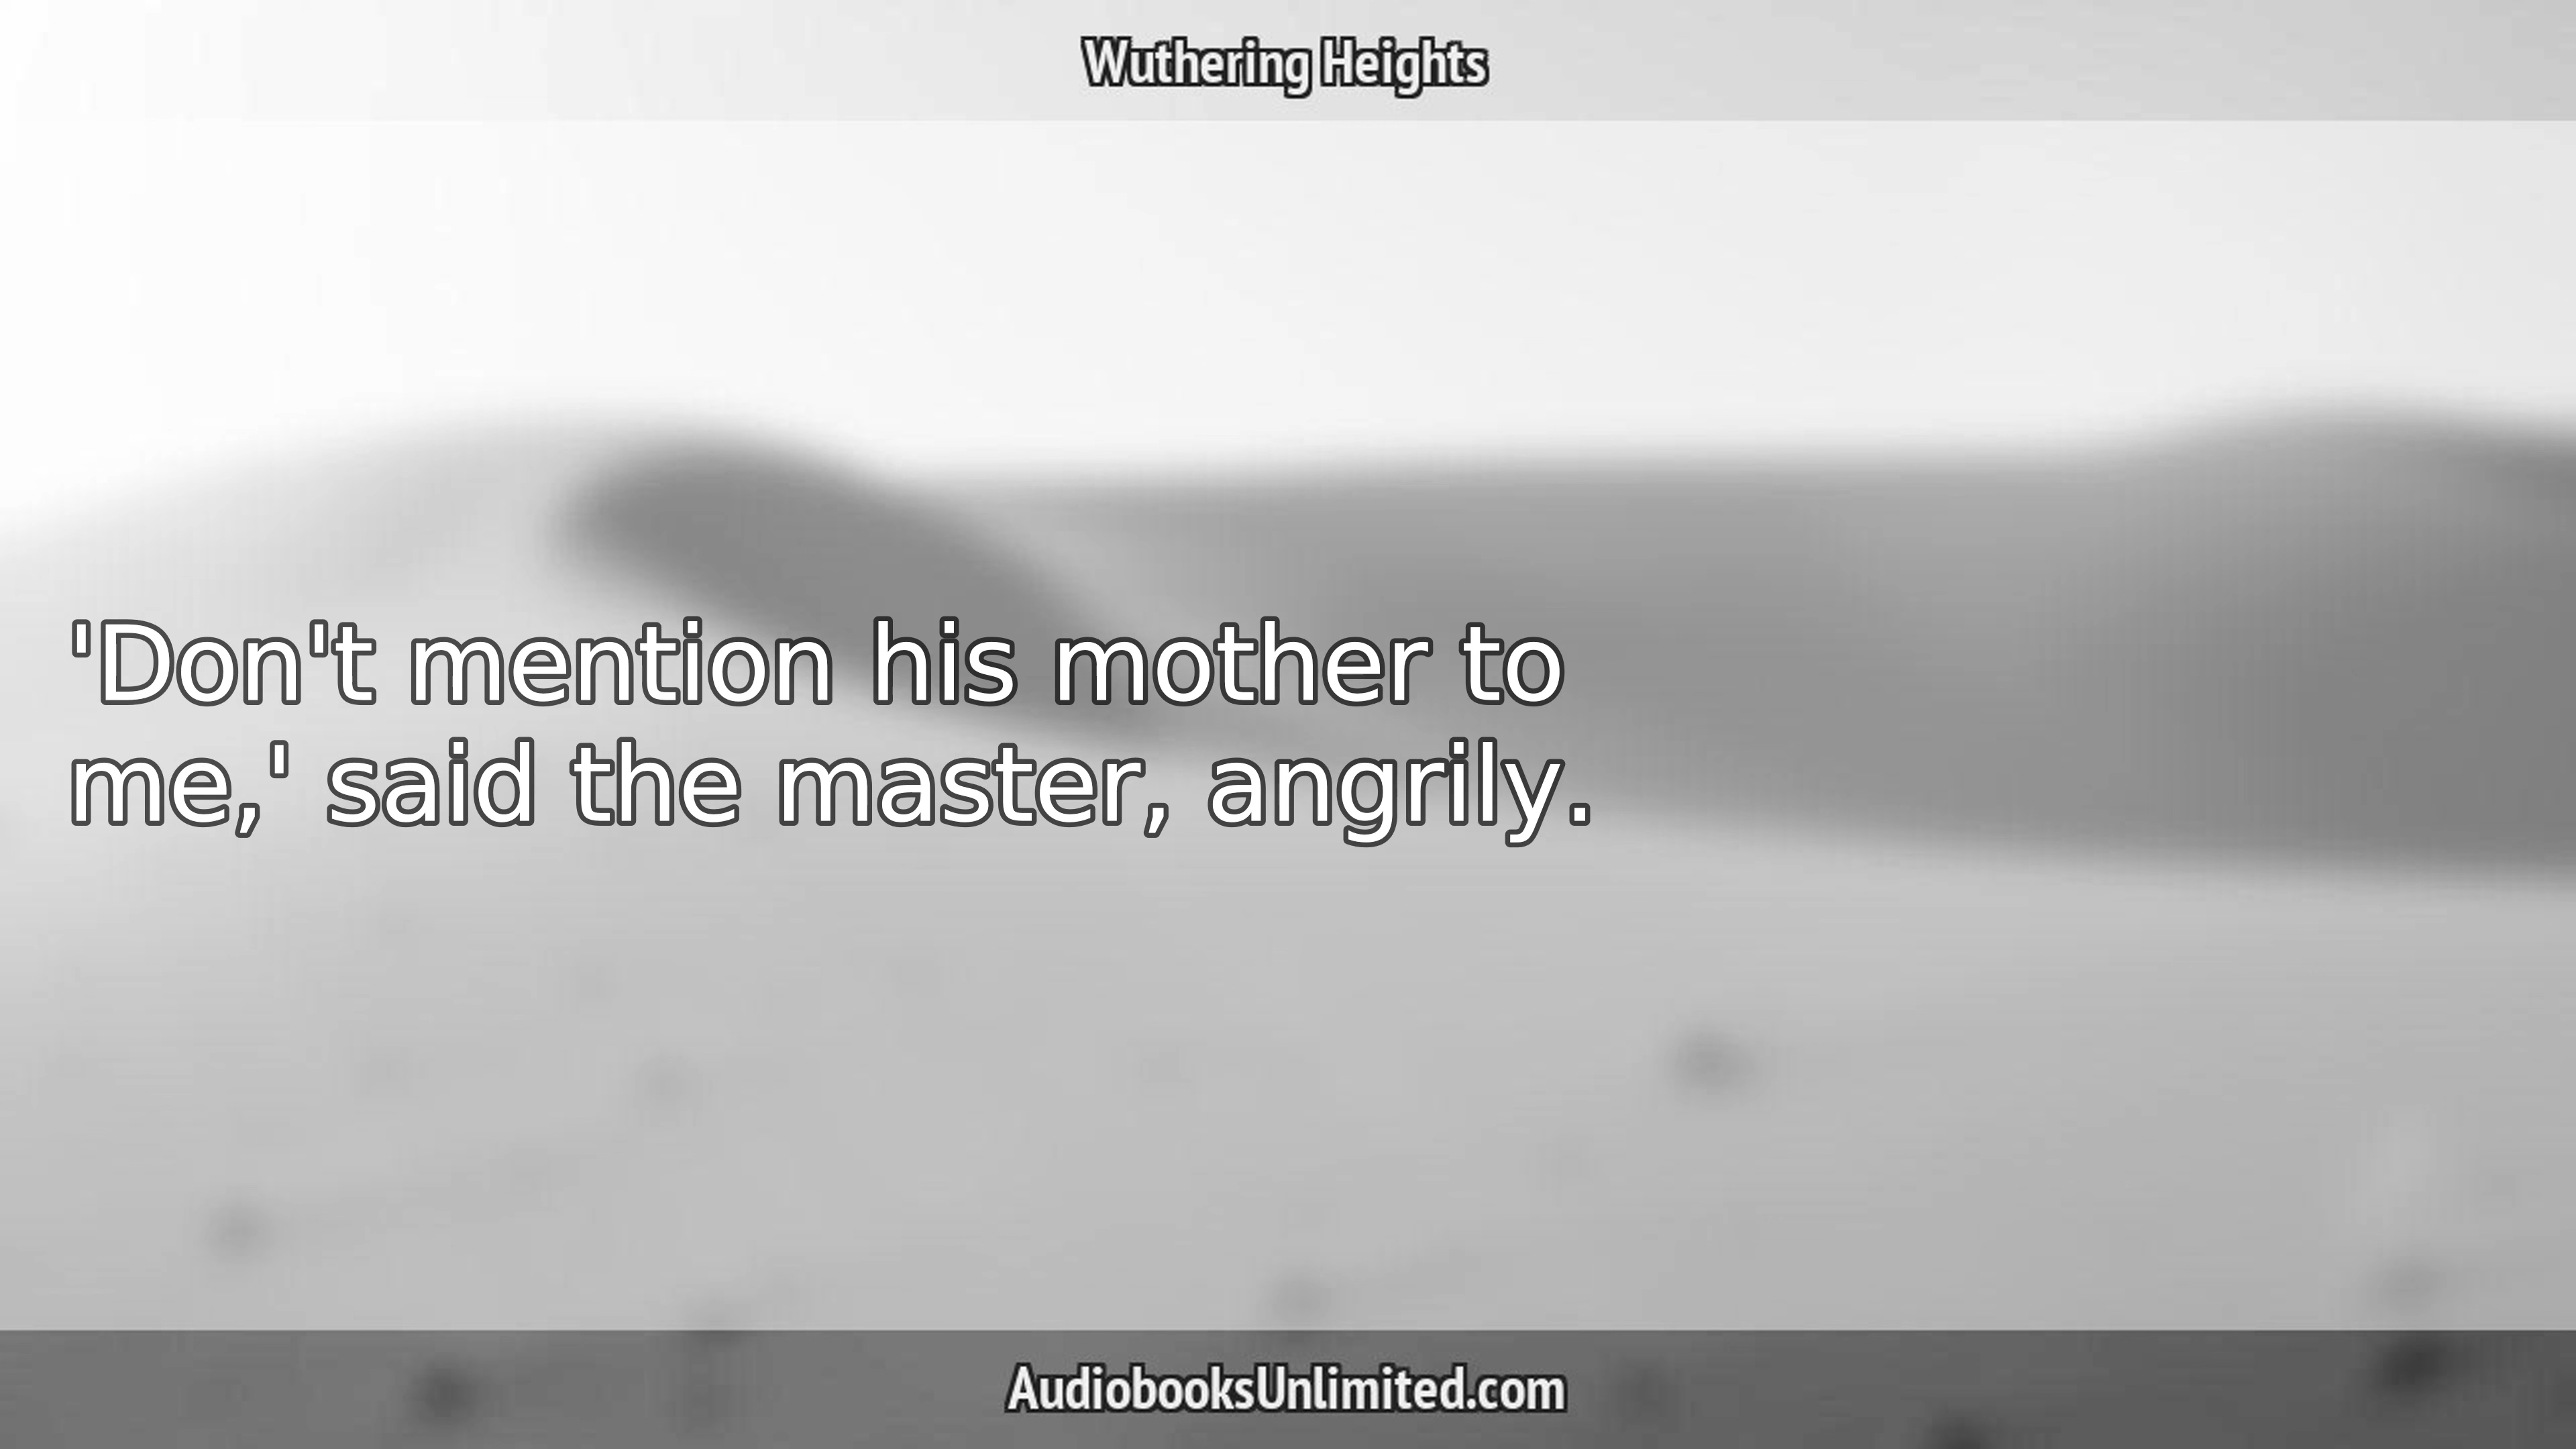 Wuthering Heights
'Don't mention his mother to
me,' said the master, angrily.
AudiobooksUnlimited.com